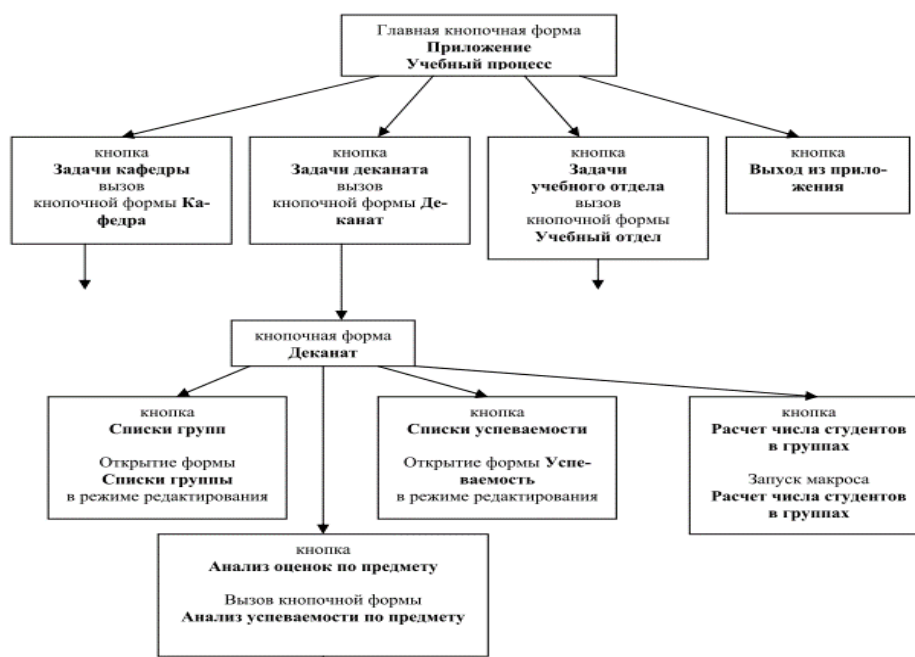 Главная кнопочная форма
Приложение
Учебный процесс
кнопка
Задачи кафедры
вызов
кнопочной формы Ка-
федра
кнопка
Задачи деканата
вызов
кнопочной формы Де-
канат
кнопка
Задачи
учебного отдела
вызов
кнопочной формы
Учебный отдел
кнопка
Выход из прило-
жения
кнопочная форма
Деканат
кнопка
Списки групп
Открытие формы
Списки группы
в режиме редактирования
кнопка
Списки успеваемости
Открытие формы Успе-
ваемость
в режиме редактирования
кнопка
Расчет числа студентов
в группах
Запуск макроса
Расчет числа студентов
в группах
кнопка
Анализ оценок по предмету
Вызов кнопочной формы
Анализ успеваемости по предмету